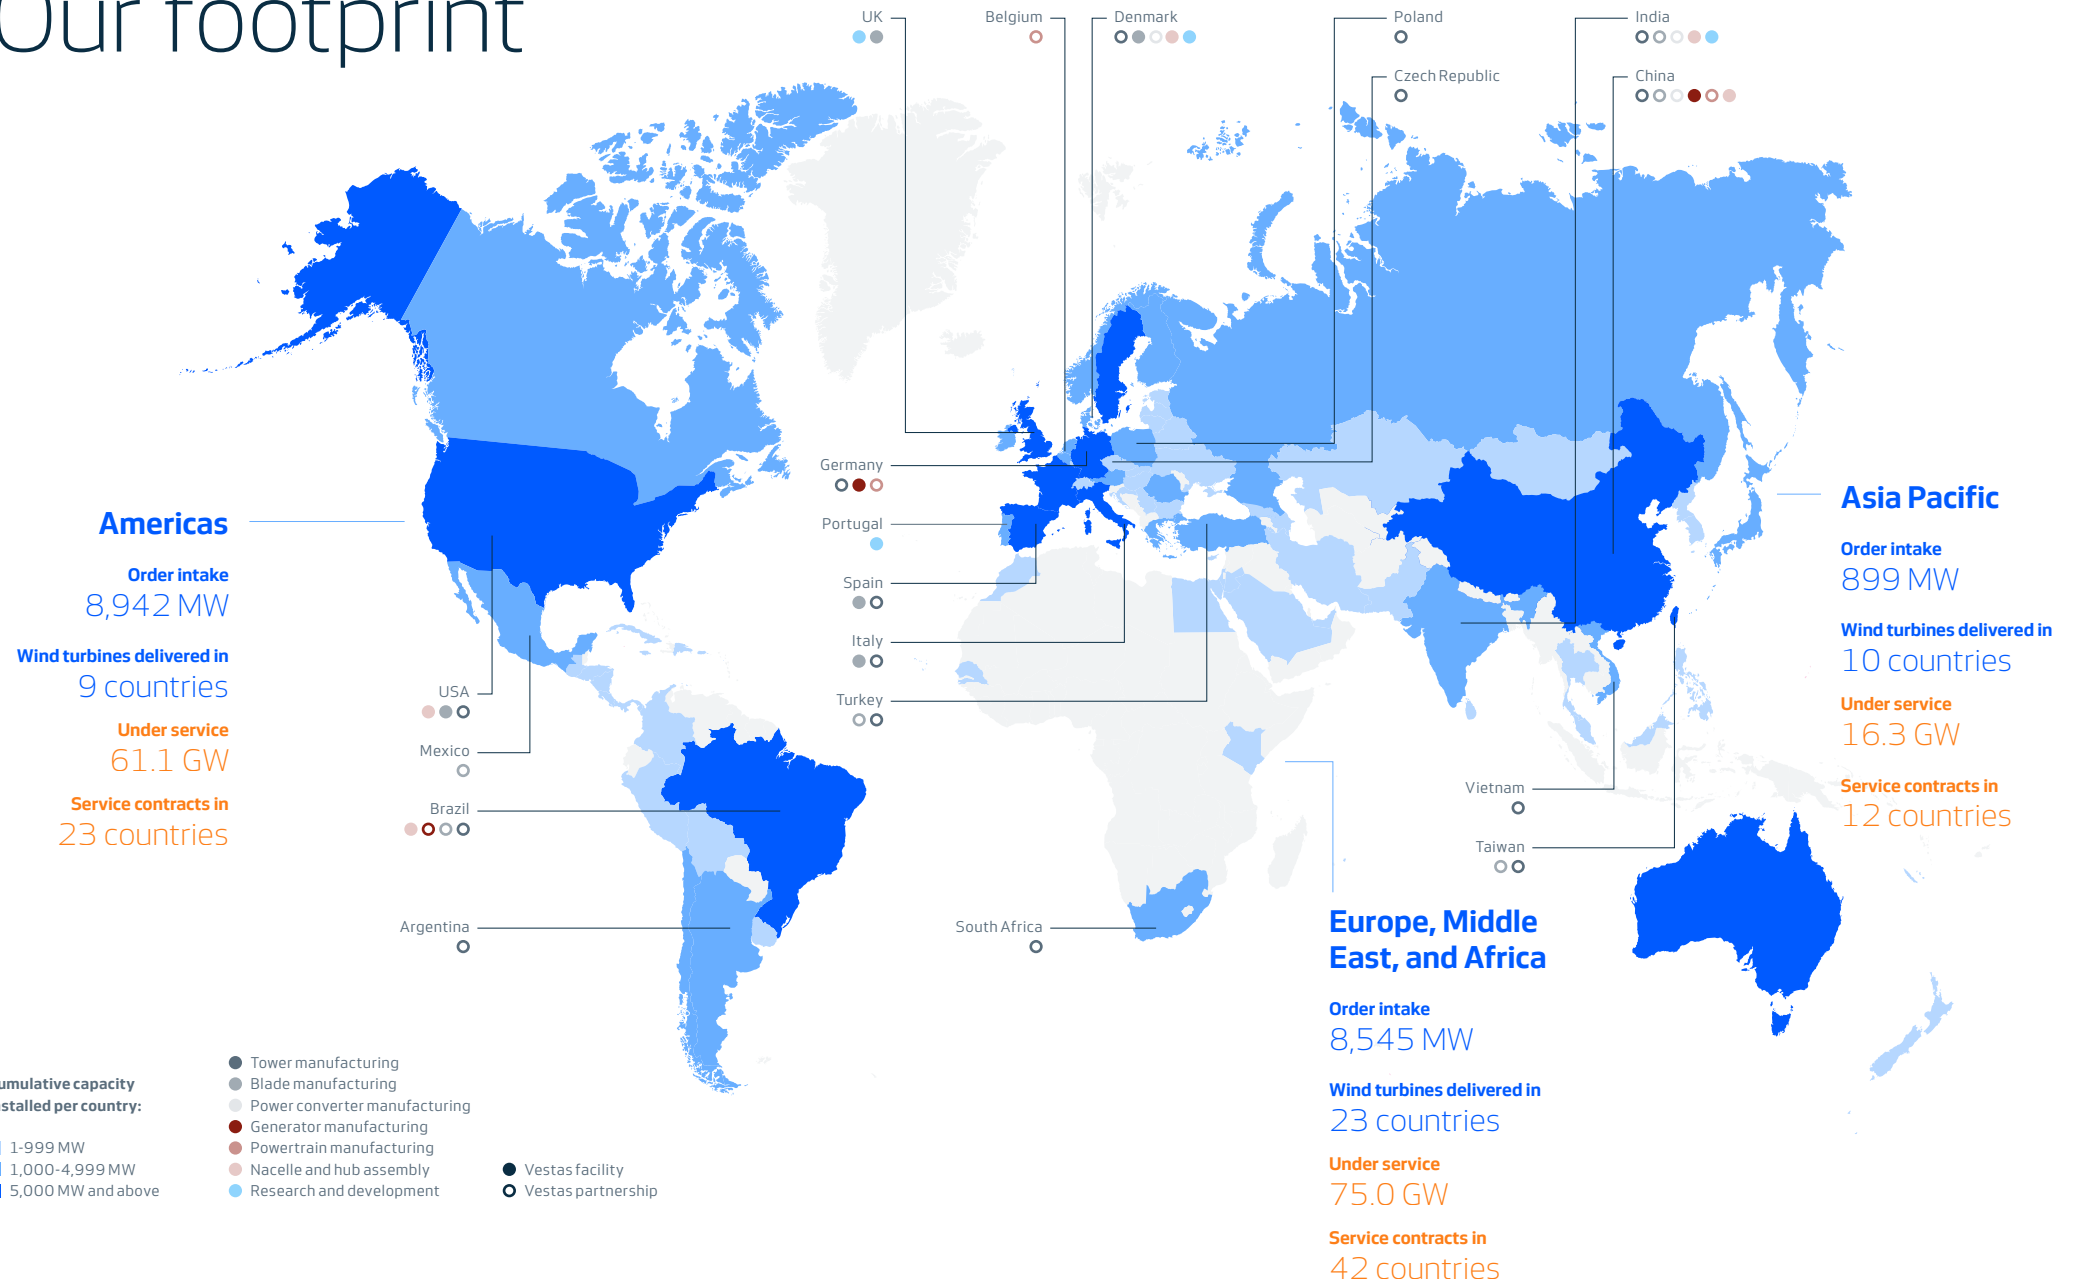 Our footprint
UK
Belgium
Denmark
Poland
India
Czech Republic
China
Germany
Portugal
Spain
Italy
Turkey
USA
Mexico
Brazil
Argentina
South Africa
Vietnam
Taiwan
Americas
Order intake
8,942 MW
Wind turbines delivered in
9 countries
Under service
61.1 GW
Service contracts in
23 countries
Asia Pacific
Order intake
899 MW
Wind turbines delivered in
10 countries
Under service
16.3 GW
Service contracts in
12 countries
Europe, Middle
East, and Africa
Order intake
8,545 MW
Wind turbines delivered in
23 countries
Under service
75.0 GW
Service contracts in
42 countries
umulative capacity
stalled per country:
1-999 MW
1,000-4,999 MW
5,000 MW and above
Tower manufacturing
Blade manufacturing
Power converter manufacturing
Generator manufacturing
Powertrain manufacturing
Nacelle and hub assembly
Research and development
Vestas facility
Vestas partnership